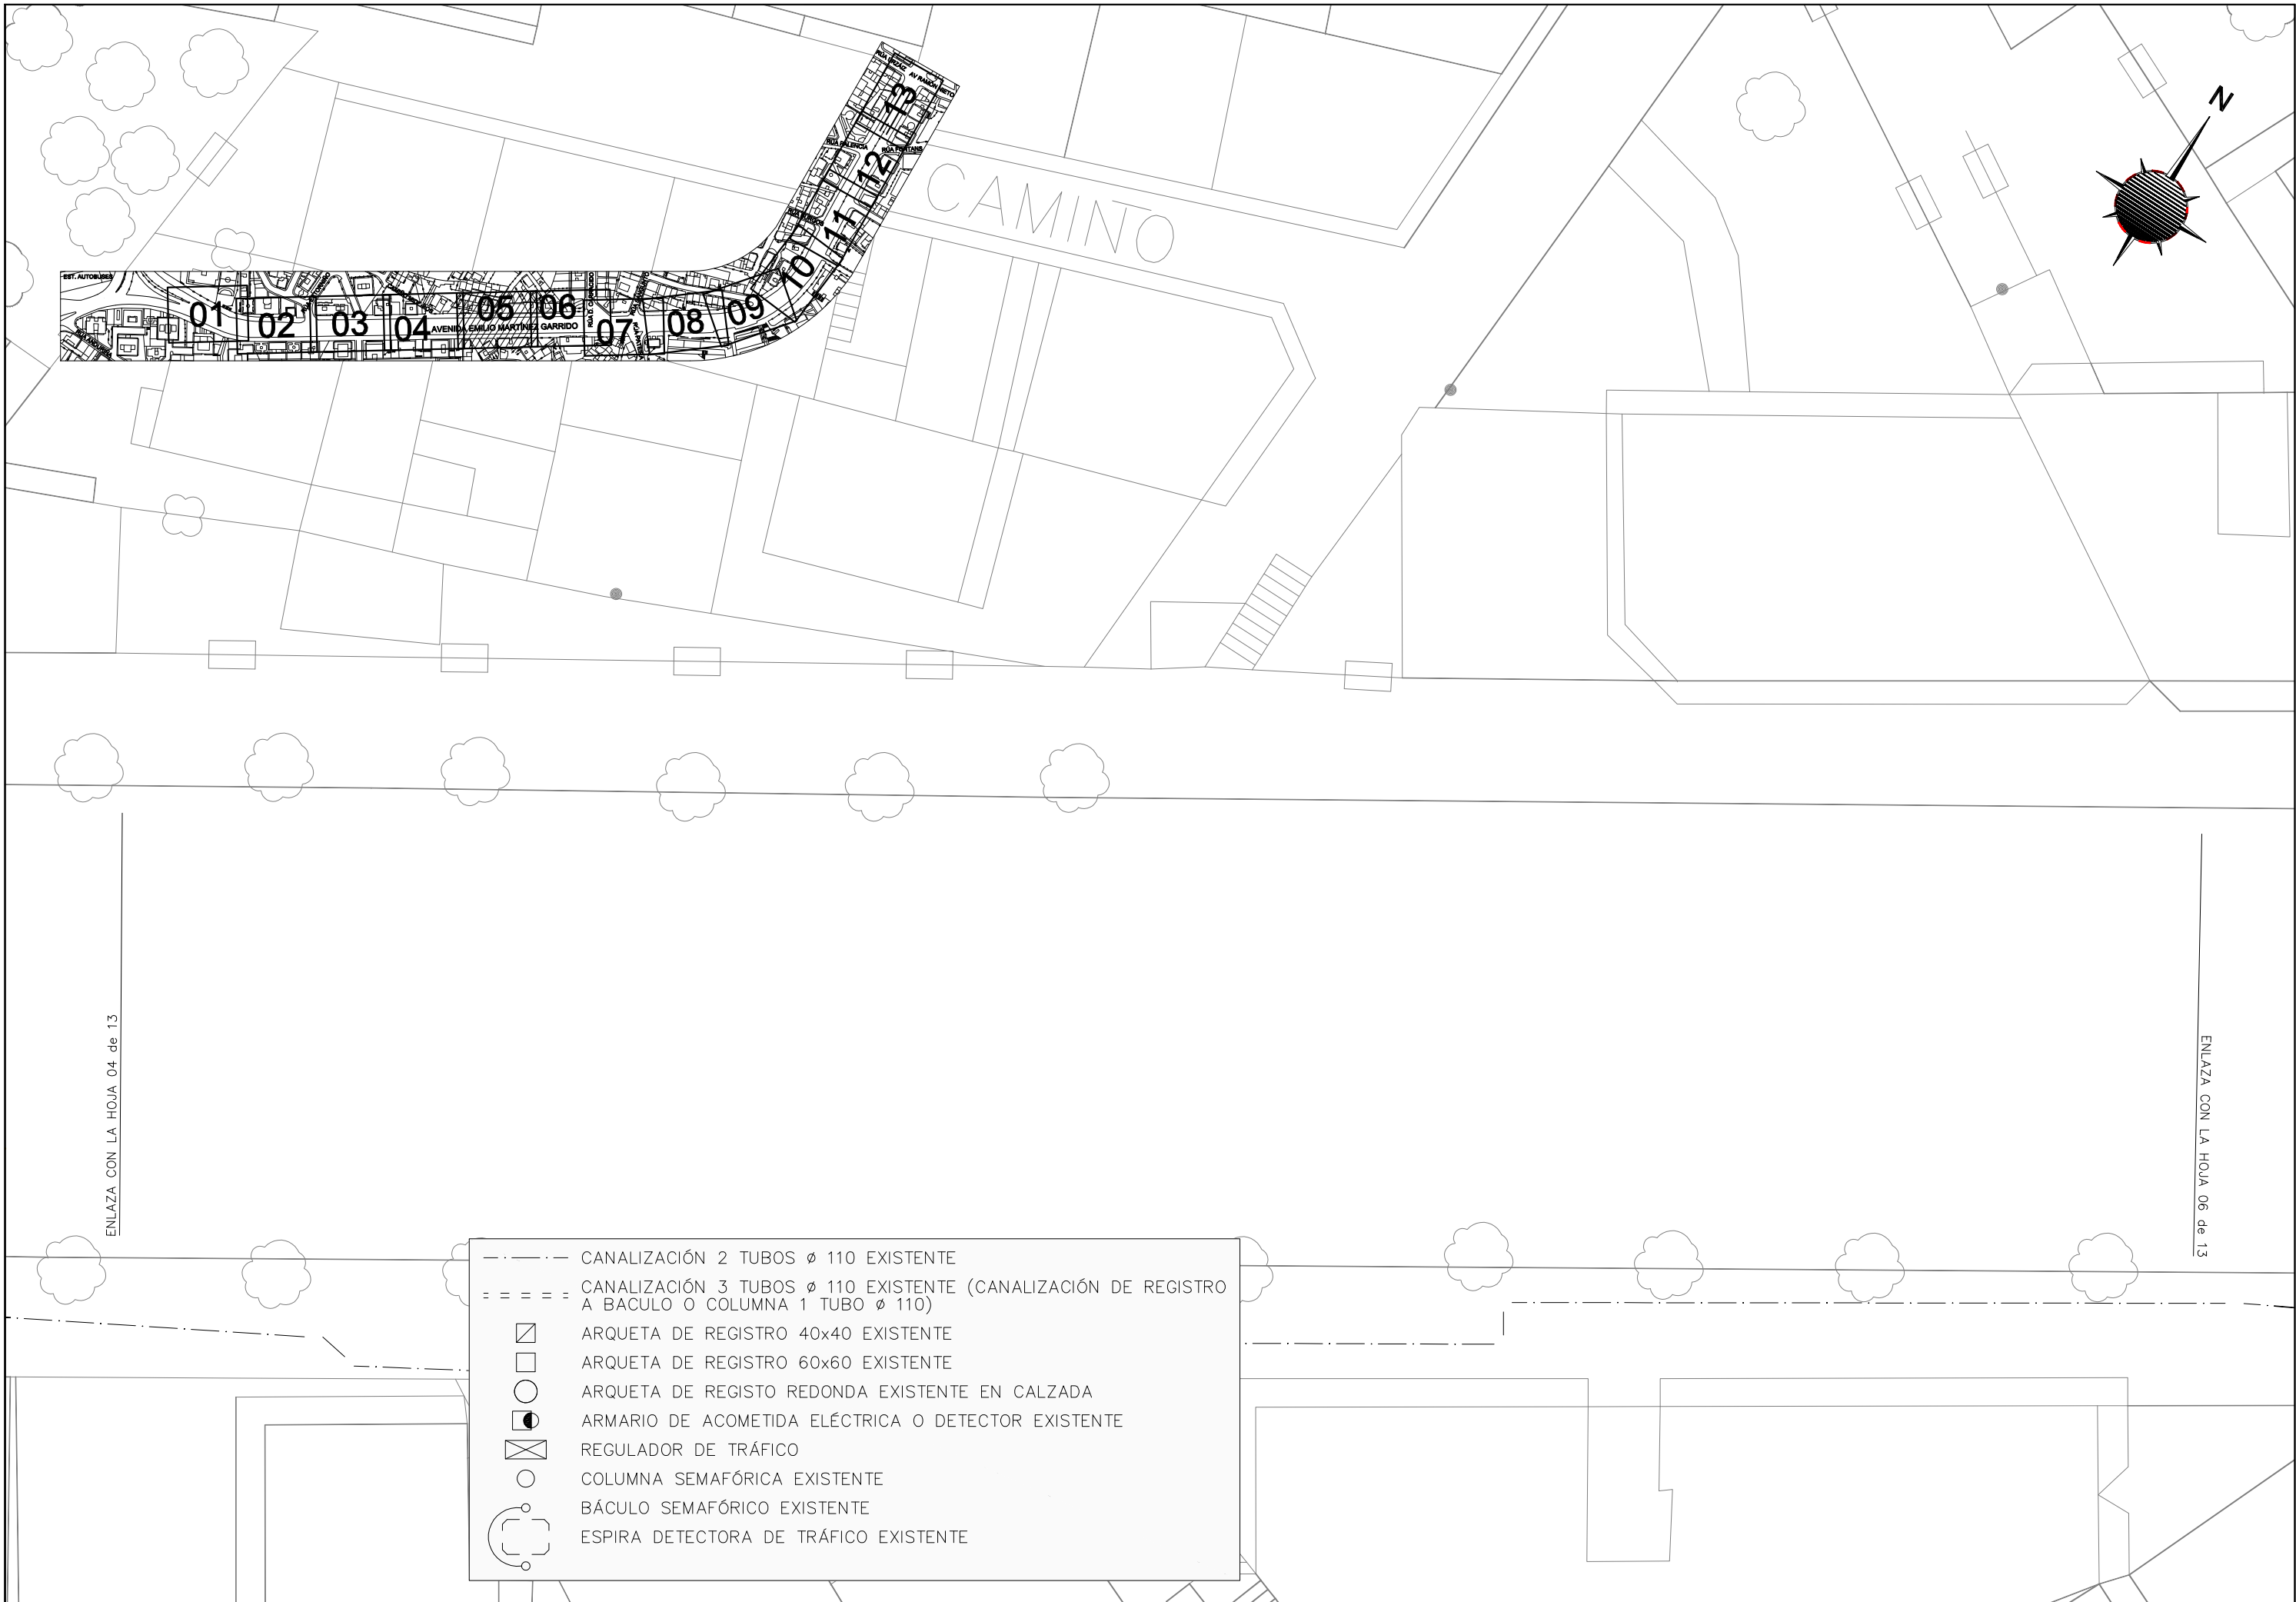 RÚA URZÁIZ
AV RAMÓN NIETO
13
RÚA PALENCIA
12
RÚA BURGOS
11
10
N
CAMINO
EST. AUTOBUSES
01
02
03
04
05
06
07
08
09
RÚA D. GARRIDO
AVENIDA EMILIO MARTÍNEZ GARRIDO
ENLAZA CON LA HOJA 04 de 13
ENLAZA CON LA HOJA 06 de 13
CANALIZACIÓN 2 TUBOS ø 110 EXISTENTE
CANALIZACIÓN 3 TUBOS ø 110 EXISTENTE (CANALIZACIÓN DE REGISTRO
A BACULO O COLUMNA 1 TUBO ø 110)
ARQUETA DE REGISTRO 40x40 EXISTENTE
ARQUETA DE REGISTRO 60x60 EXISTENTE
ARQUETA DE REGISTO REDONDA EXISTENTE EN CALZADA
ARMARIO DE ACOMETIDA ELÉCTRICA O DETECTOR EXISTENTE
REGULADOR DE TRÁFICO
COLUMNA SEMAFÓRICA EXISTENTE
BÁCULO SEMAFÓRICO EXISTENTE
ESPIRA DETECTORA DE TRÁFICO EXISTENTE